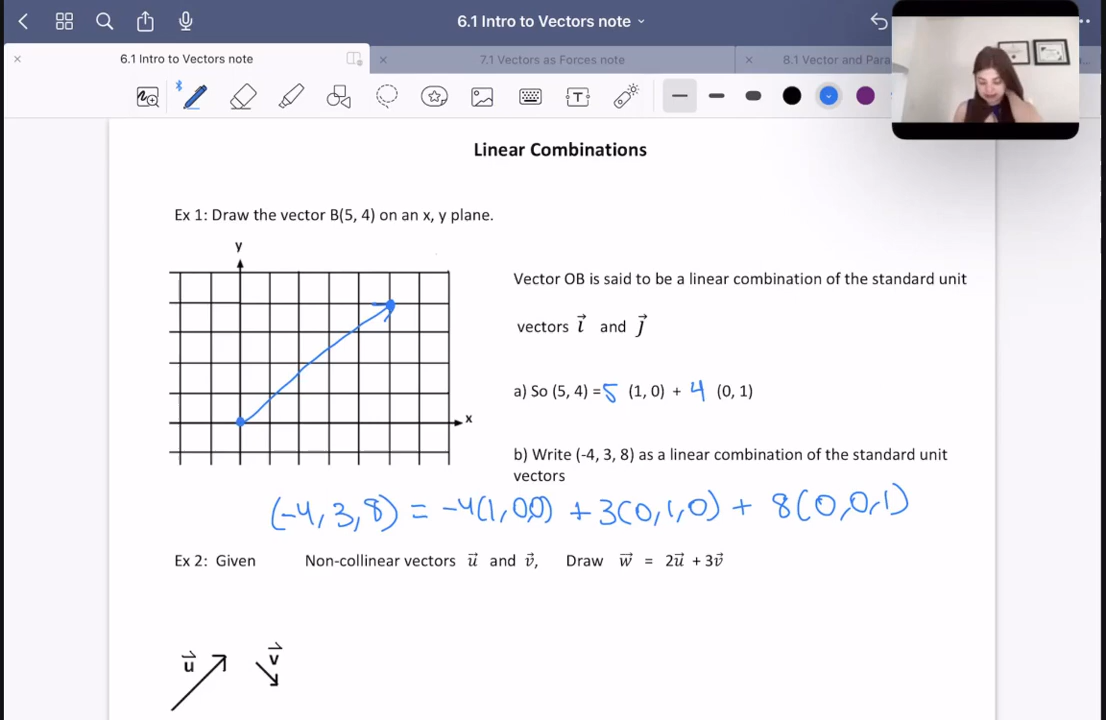 6.1 Intro to Vectors note
6.1 Intro to Vectors note
7.1 Vectors as Forces note
8.1 Vector and Para
Linear Combinations
Ex 1: Draw the vector B(5, 4) on an x, y plane.
y
x
Vector OB is said to be a linear combination of the standard unit
vectors i⃗ and j⃗
a) So (5, 4) = 5 (1, 0) + 4 (0, 1)
b) Write (-4, 3, 8) as a linear combination of the standard unit
vectors
(-4, 3, 8) = -4(1, 0,0) + 3(0, 1, 0) + 8(0,0,1)
Ex 2: Given Non-collinear vectors u⃗ and v⃗, Draw w⃗ = 2u⃗ + 3v⃗
u⃗
v⃗